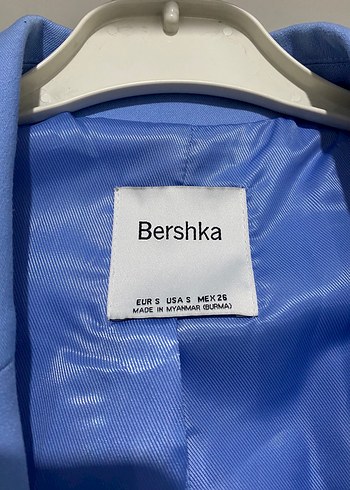 Bershka
EUR S USA S MEX 26
MADE IN MYANMAR (BURMA)